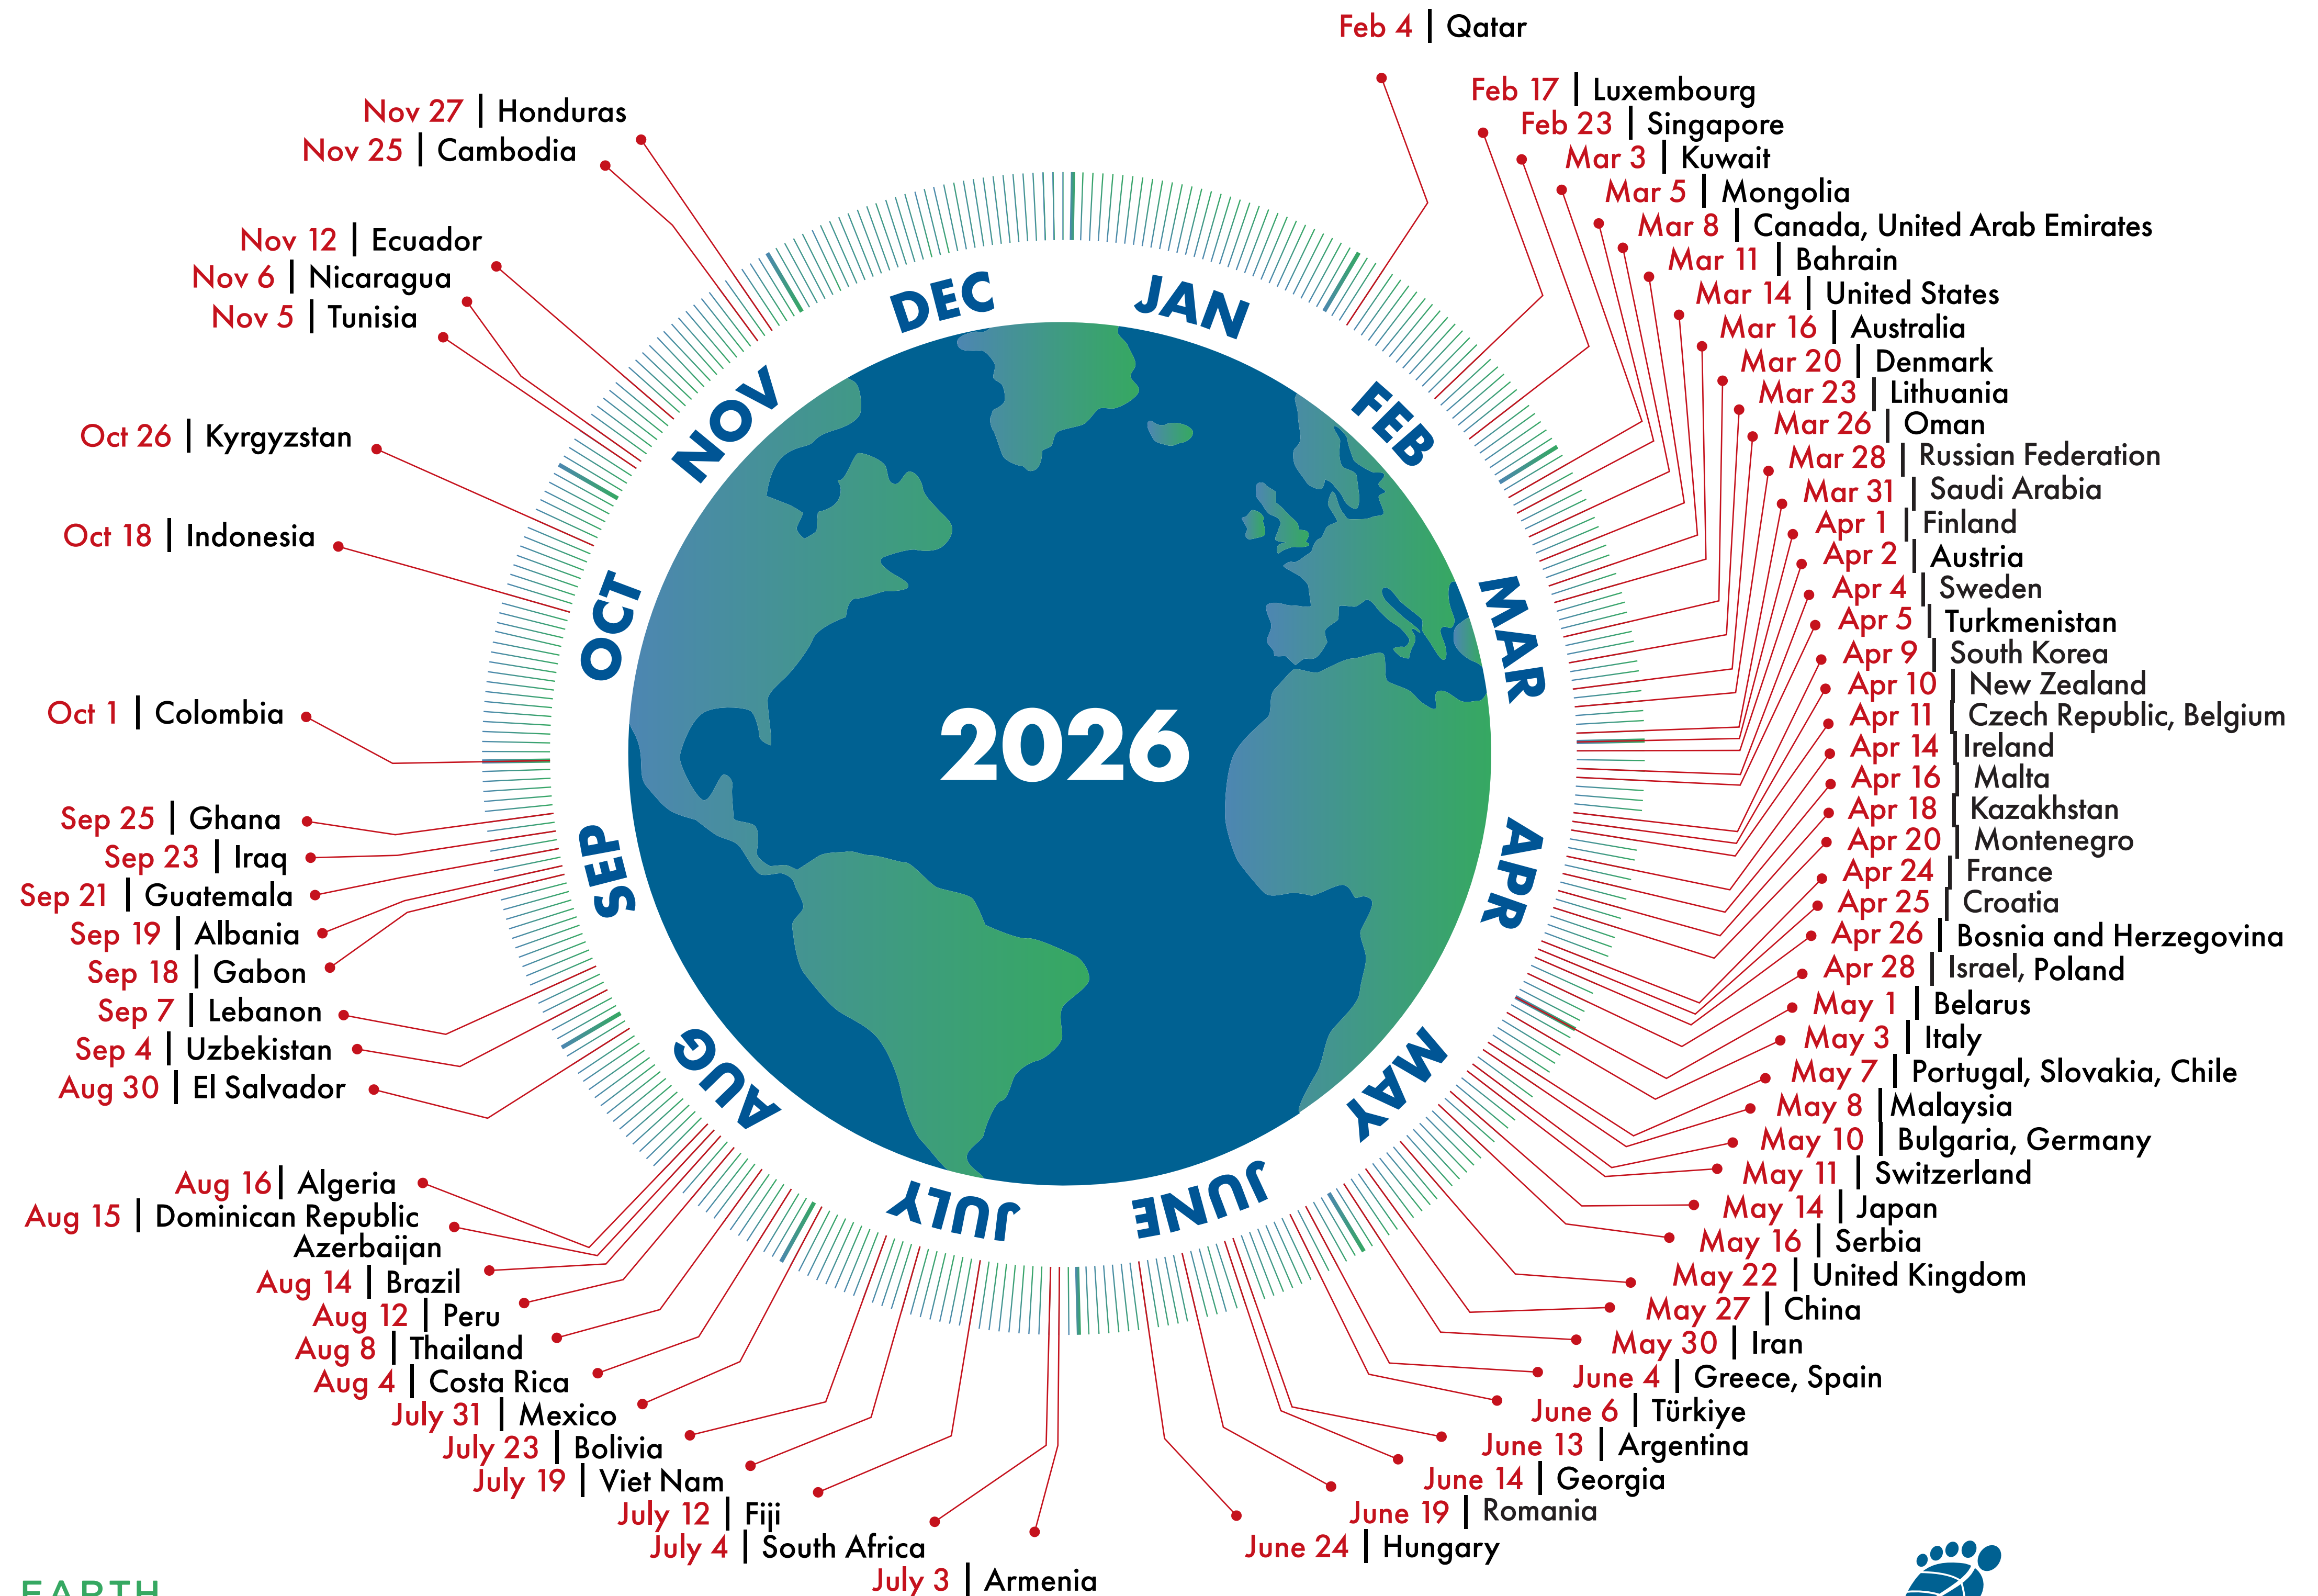 Feb 4 | Qatar
Feb 17 | Luxembourg
Feb 23 | Singapore
Mar 3 | Kuwait
Mar 5 | Mongolia
Mar 8 | Canada, United Arab Emirates
Mar 11 | Bahrain
Mar 14 | United States
Mar 16 | Australia
Mar 20 | Denmark
Mar 23 | Lithuania
Mar 26 | Oman
Mar 28 | Russian Federation
Mar 31 | Saudi Arabia
Apr 1 | Finland
Apr 2 | Austria
Apr 4 | Sweden
Apr 5 | Turkmenistan
Apr 9 | South Korea
Apr 10 | New Zealand
Apr 11 | Czech Republic, Belgium
Apr 14 | Ireland
Apr 16 | Malta
Apr 18 | Kazakhstan
Apr 20 | Montenegro
Apr 24 | France
Apr 25 | Croatia
Apr 26 | Bosnia and Herzegovina
Apr 28 | Israel, Poland
May 1 | Belarus
May 3 | Italy
May 7 | Portugal, Slovakia, Chile
May 8 | Malaysia
May 10 | Bulgaria, Germany
May 11 | Switzerland
May 14 | Japan
May 16 | Serbia
May 22 | United Kingdom
May 27 | China
May 30 | Iran
June 4 | Greece, Spain
June 6 | Türkiye
June 13 | Argentina
June 14 | Georgia
June 19 | Romania
June 24 | Hungary
July 3 | Armenia
July 4 | South Africa
July 12 | Fiji
July 19 | Viet Nam
July 23 | Bolivia
July 31 | Mexico
Aug 4 | Costa Rica
Aug 8 | Thailand
Aug 12 | Peru
Aug 14 | Brazil
Aug 15 | Dominican Republic
Azerbaijan
Aug 16 | Algeria
Aug 30 | El Salvador
Sep 4 | Uzbekistan
Sep 7 | Lebanon
Sep 18 | Gabon
Sep 19 | Albania
Sep 21 | Guatemala
Sep 23 | Iraq
Sep 25 | Ghana
Oct 1 | Colombia
Oct 18 | Indonesia
Oct 26 | Kyrgyzstan
Nov 5 | Tunisia
Nov 6 | Nicaragua
Nov 12 | Ecuador
Nov 25 | Cambodia
Nov 27 | Honduras
JAN
FEB
MAR
APR
MAY
JUNE
JULY
AUG
SEP
OCT
NOV
DEC
2026
EARTH